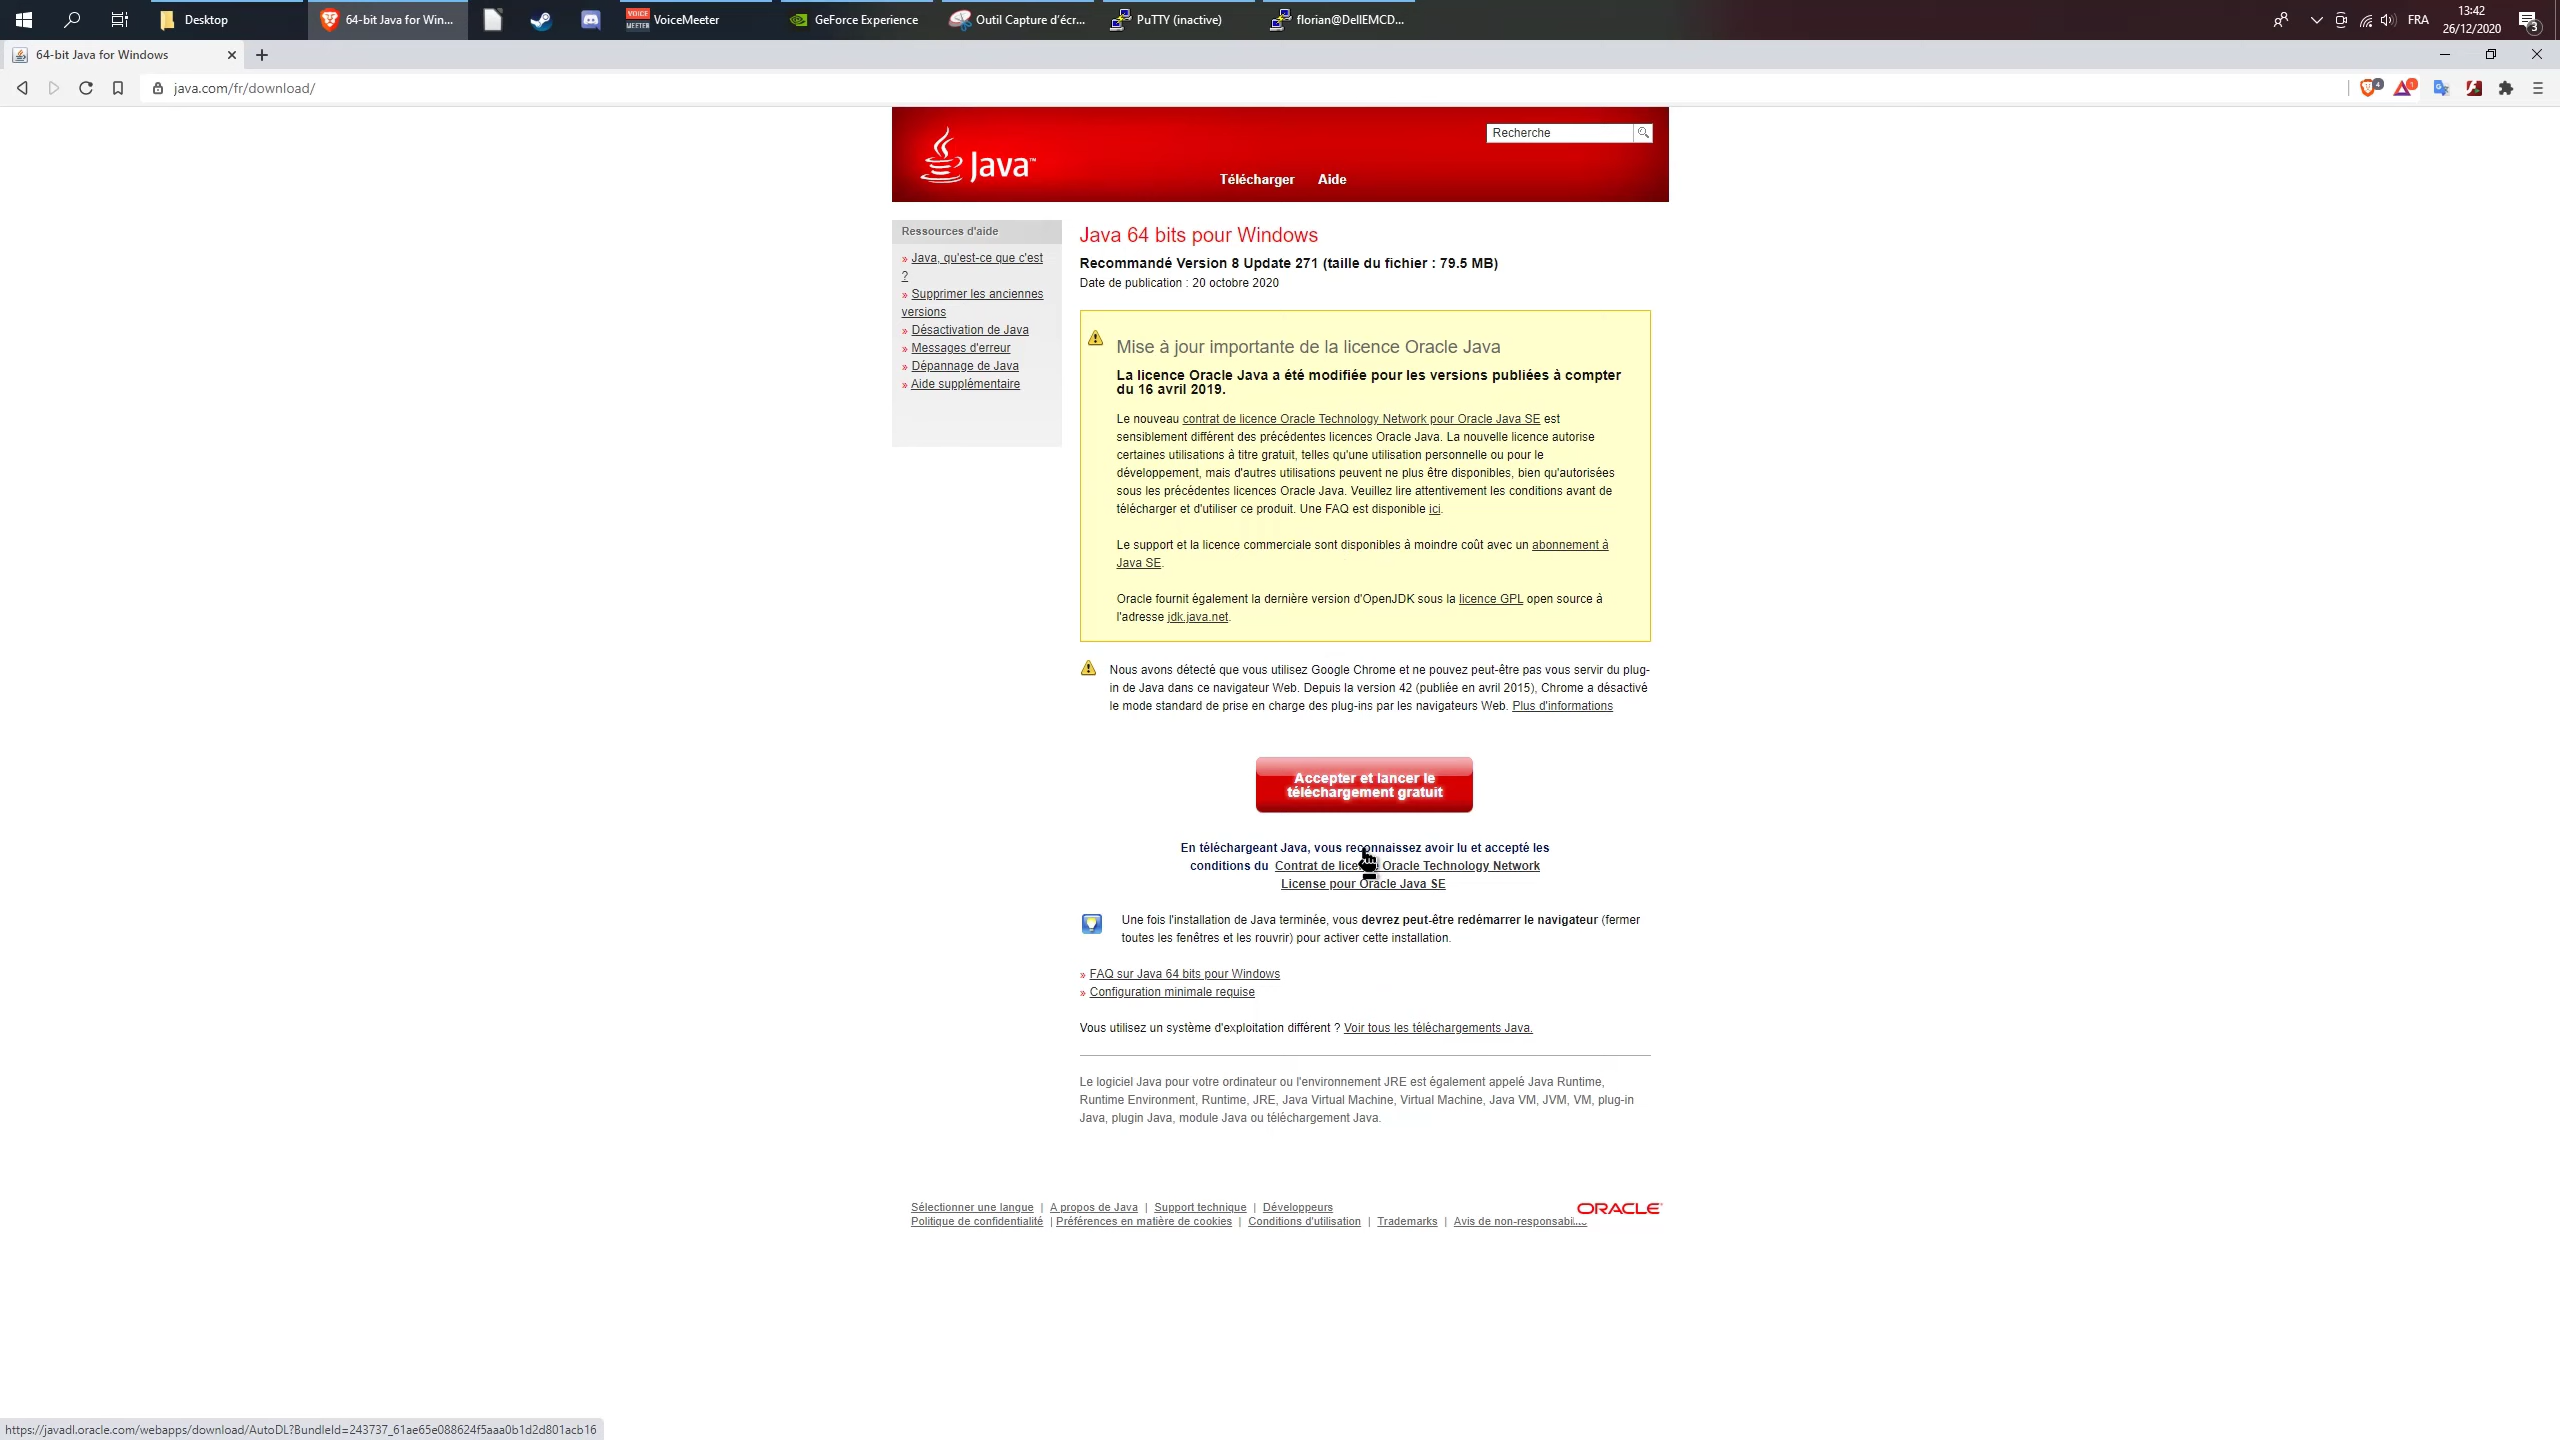 Desktop
64-bit Java for Win...
VOICE MEETER
VoiceMeeter
GeForce Experience
Outil Capture d'écr...
PuTTY (inactive)
florian@DellEMCD...
FRA
13:42
26/12/2020
3
64-bit Java for Windows
java.com/fr/download/
4
1
Java™
Recherche
Télécharger
Aide
Ressources d'aide
» Java, qu'est-ce que c'est
?
» Supprimer les anciennes
versions
» Désactivation de Java
» Messages d'erreur
» Dépannage de Java
» Aide supplémentaire
Java 64 bits pour Windows
Recommandé Version 8 Update 271 (taille du fichier : 79.5 MB)
Date de publication : 20 octobre 2020
Mise à jour importante de la licence Oracle Java
La licence Oracle Java a été modifiée pour les versions publiées à compter
du 16 avril 2019.
Le nouveau contrat de licence Oracle Technology Network pour Oracle Java SE est
sensiblement différent des précédentes licences Oracle Java. La nouvelle licence autorise
certaines utilisations à titre gratuit, telles qu'une utilisation personnelle ou pour le
développement, mais d'autres utilisations peuvent ne plus être disponibles, bien qu'autorisées
sous les précédentes licences Oracle Java. Veuillez lire attentivement les conditions avant de
télécharger et d'utiliser ce produit. Une FAQ est disponible ici.
Le support et la licence commerciale sont disponibles à moindre coût avec un abonnement à
Java SE.
Oracle fournit également la dernière version d'OpenJDK sous la licence GPL open source à
l'adresse jdk.java.net.
Nous avons détecté que vous utilisez Google Chrome et ne pouvez peut-être pas vous servir du plug-
in de Java dans ce navigateur Web. Depuis la version 42 (publiée en avril 2015), Chrome a désactivé
le mode standard de prise en charge des plug-ins par les navigateurs Web. Plus d'informations
Accepter et lancer le
téléchargement gratuit
En téléchargeant Java, vous reconnaissez avoir lu et accepté les
conditions du Contrat de licence Oracle Technology Network
License pour Oracle Java SE
Une fois l'installation de Java terminée, vous devrez peut-être redémarrer le navigateur (fermer
toutes les fenêtres et les rouvrir) pour activer cette installation.
» FAQ sur Java 64 bits pour Windows
» Configuration minimale requise
Vous utilisez un système d'exploitation différent ? Voir tous les téléchargements Java.
Le logiciel Java pour votre ordinateur ou l'environnement JRE est également appelé Java Runtime,
Runtime Environment, Runtime, JRE, Java Virtual Machine, Virtual Machine, Java VM, JVM, VM, plug-in
Java, plugin Java, module Java ou téléchargement Java.
Sélectionner une langue | A propos de Java | Support technique | Développeurs
Politique de confidentialité | Préférences en matière de cookies | Conditions d'utilisation | Trademarks | Avis de non-responsabilité
ORACLE
https://javadl.oracle.com/webapps/download/AutoDL?BundleId=243737_61ae65e088624f5aaa0b1d2d801acb16